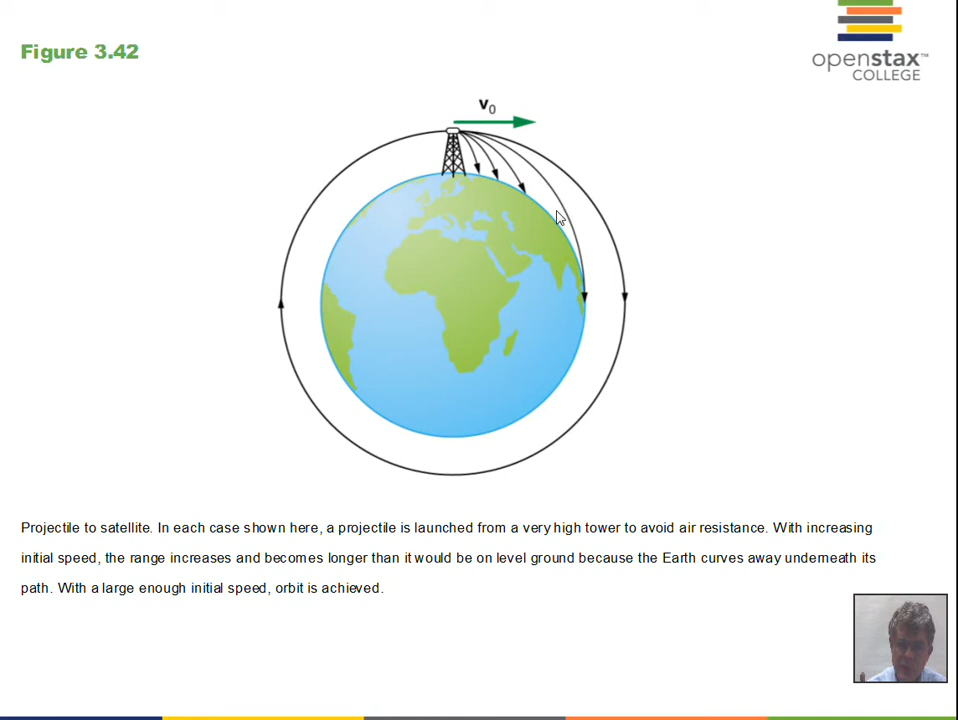 Figure 3.42
openstax™
COLLEGE
v0
Projectile to satellite. In each case shown here, a projectile is launched from a very high tower to avoid air resistance. With increasing
initial speed, the range increases and becomes longer than it would be on level ground because the Earth curves away underneath its
path. With a large enough initial speed, orbit is achieved.